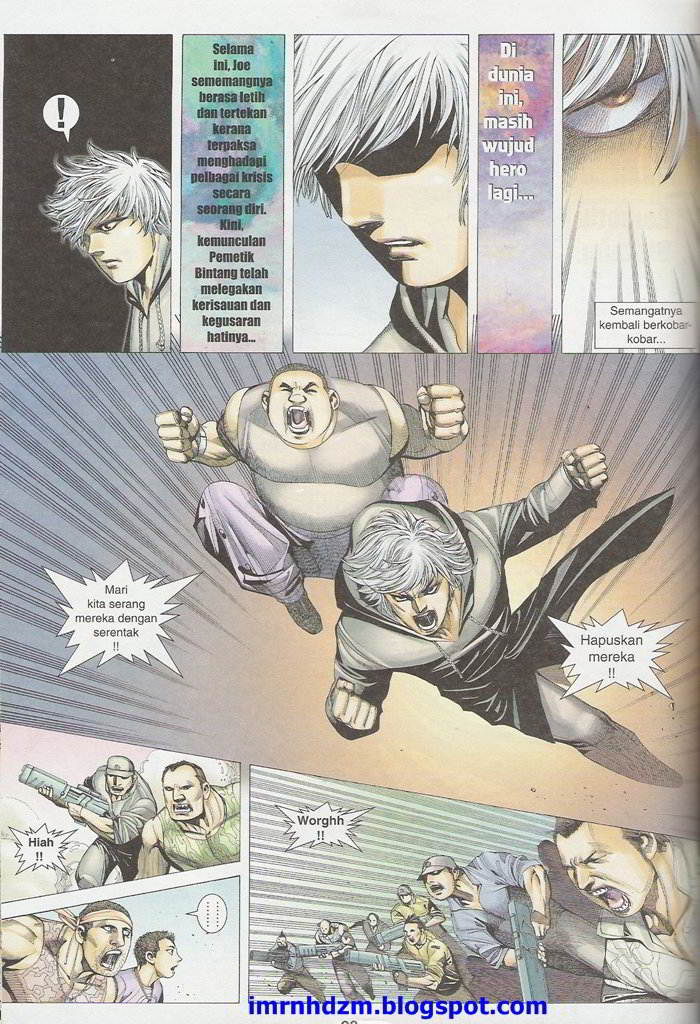 !
Selama
ini, Joe
sememangnya
berasa letih
dan tertekan
kerana
terpaksa
menghadapi
pelbagai krisis
secara
seorang diri.
Kini,
kemunculan
Pemetik
Bintang telah
melegakan
kerisauan dan
kegusaran
hatinya...
Di
dunia
ini,
masih
wujud
hero
lagi...
Semangatnya
kembali berkobar-
kobar...
Mari
kita serang
mereka dengan
serentak
!!
Hapuskan
mereka
!!
Hiah
!!
Worghh
!!
......
imrnhdzm.blogspot.com